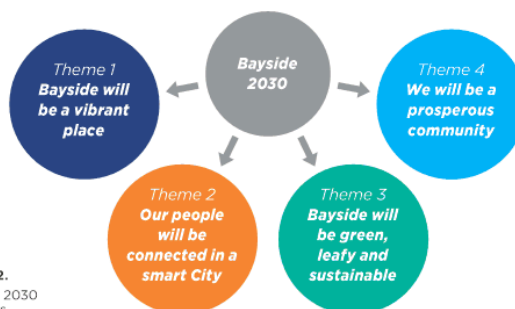 Theme 1
Bayside will
be a vibrant
place
Bayside
2030
Theme 4
We will be a
prosperous
community
Theme 2
Our people
will be
connected in a
smart City
Theme 3
Bayside will
be green,
leafy and
sustainable
2.
2030